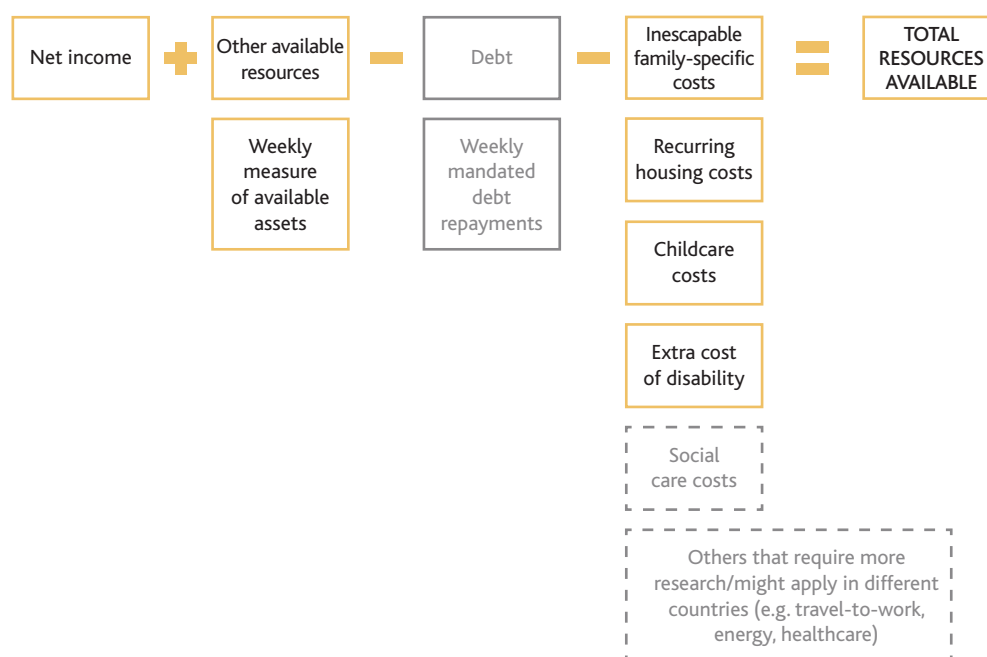 Net income
Other available
resources
Debt
Inescapable
family-specific
costs
TOTAL
RESOURCES
AVAILABLE
Weekly
measure
of available
assets
Weekly
mandated
debt
repayments
Recurring
housing costs
Childcare
costs
Extra cost
of disability
Social
care costs
Others that require more
research/might apply in different
countries (e.g. travel-to-work,
energy, healthcare)